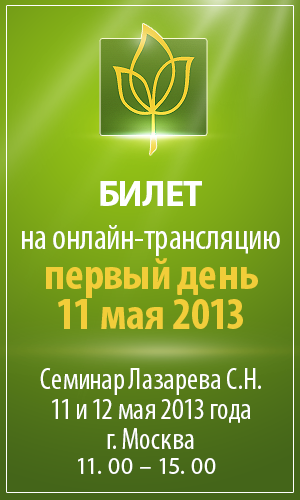 БИЛЕТ
на онлайн-трансляцию
первый день
11 мая 2013
Семинар Лазарева С.Н.
11 и 12 мая 2013 года
г. Москва
11. 00 – 15. 00